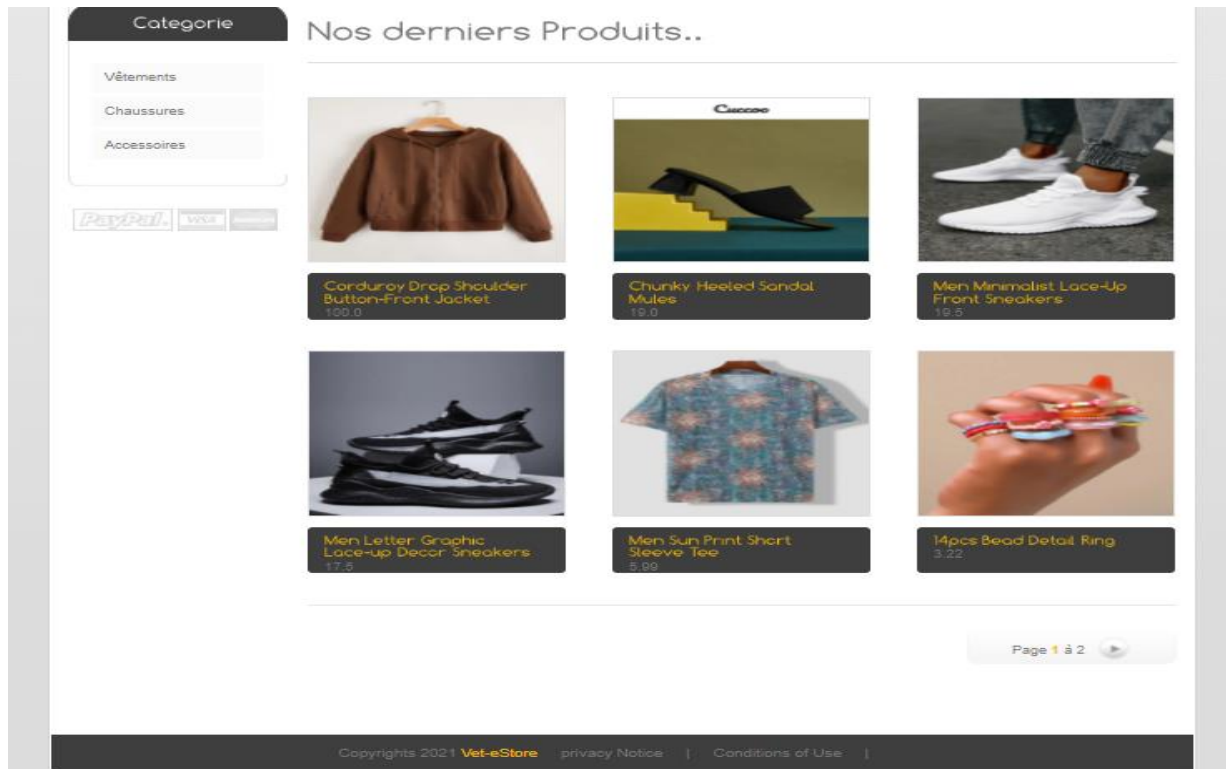 Categorie
Vêtements
Chaussures
Accessoires
PayPal.
VISA
Nos derniers Produits..
Cuccoo
Corduroy Drop Shoulder
Button-Front Jacket
100.0
Chunky Heeled Sandal
Mules
19.0
Men Minimalist Lace-Up
Front Sneakers
19.5
Men Letter Graphic
Lace-up Decor Sneakers
17.5
Men Sun Print Short
Sleeve Tee
5.99
14pcs Bead Detail Ring
3.22
Page 1 à 2
Copyrights 2021 Vet-eStore privacy Notice | Conditions of Use |